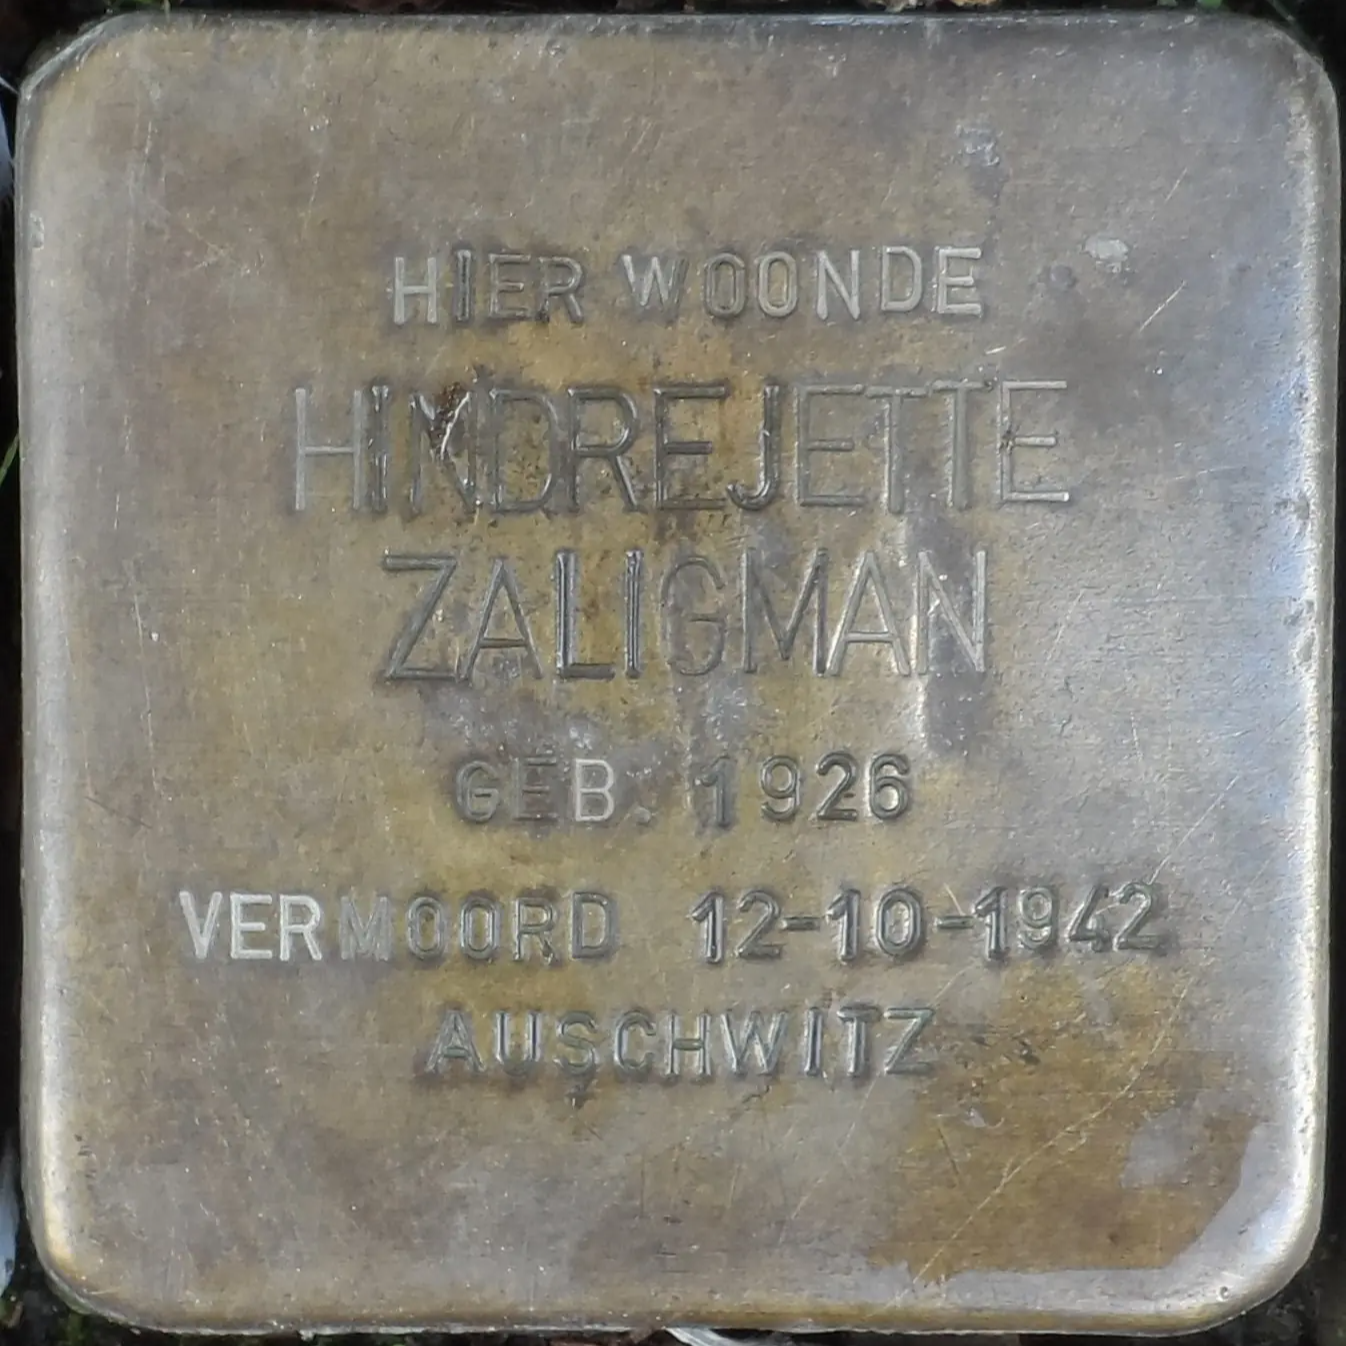 HIER WOONDE
HINDREJETTE
ZALIGMAN
GEB. 1926
VERMOORD 12-10-1942
AUSCHWITZ